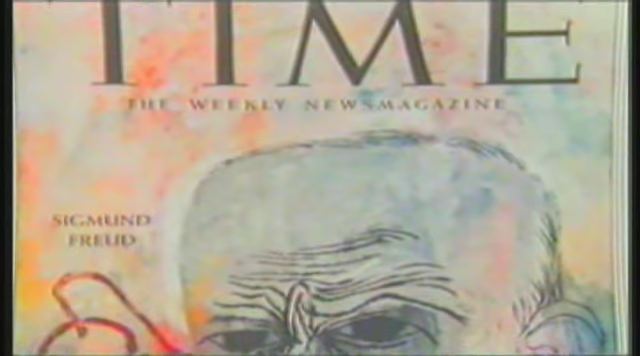 TIME
THE WEEKLY NEWSMAGAZINE
SIGMUND
FREUD